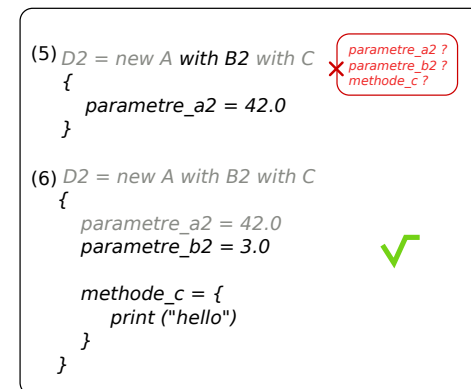 (5) D2 = new A with B2 with C
{
parametre_a2 = 42.0
}
parametre_a2 ?
parametre_b2 ?
methode_c ?
(6) D2 = new A with B2 with C
{
parametre_a2 = 42.0
parametre_b2 = 3.0
methode_c = {
print ("hello")
}
}